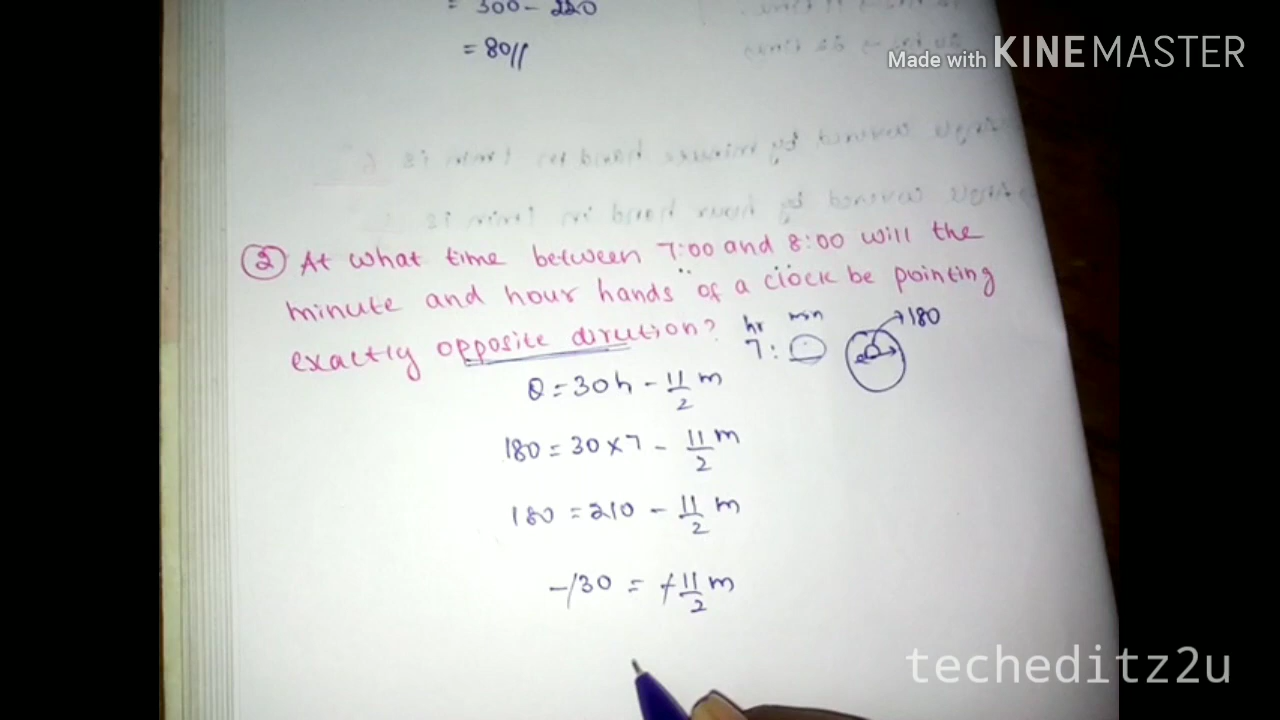 = 300 - 220
= 80//
Made with KINEMASTER
② At what time between 7:00 and 8:00 will the
minute and hour hands of a clock be pointing
exactly opposite dirution?
hr min
7:
180
θ = 30h - 11/2 m
180 = 30 × 7 - 11/2 m
180 = 210 - 11/2 m
-/30 = +11/2 m
techeditz2u